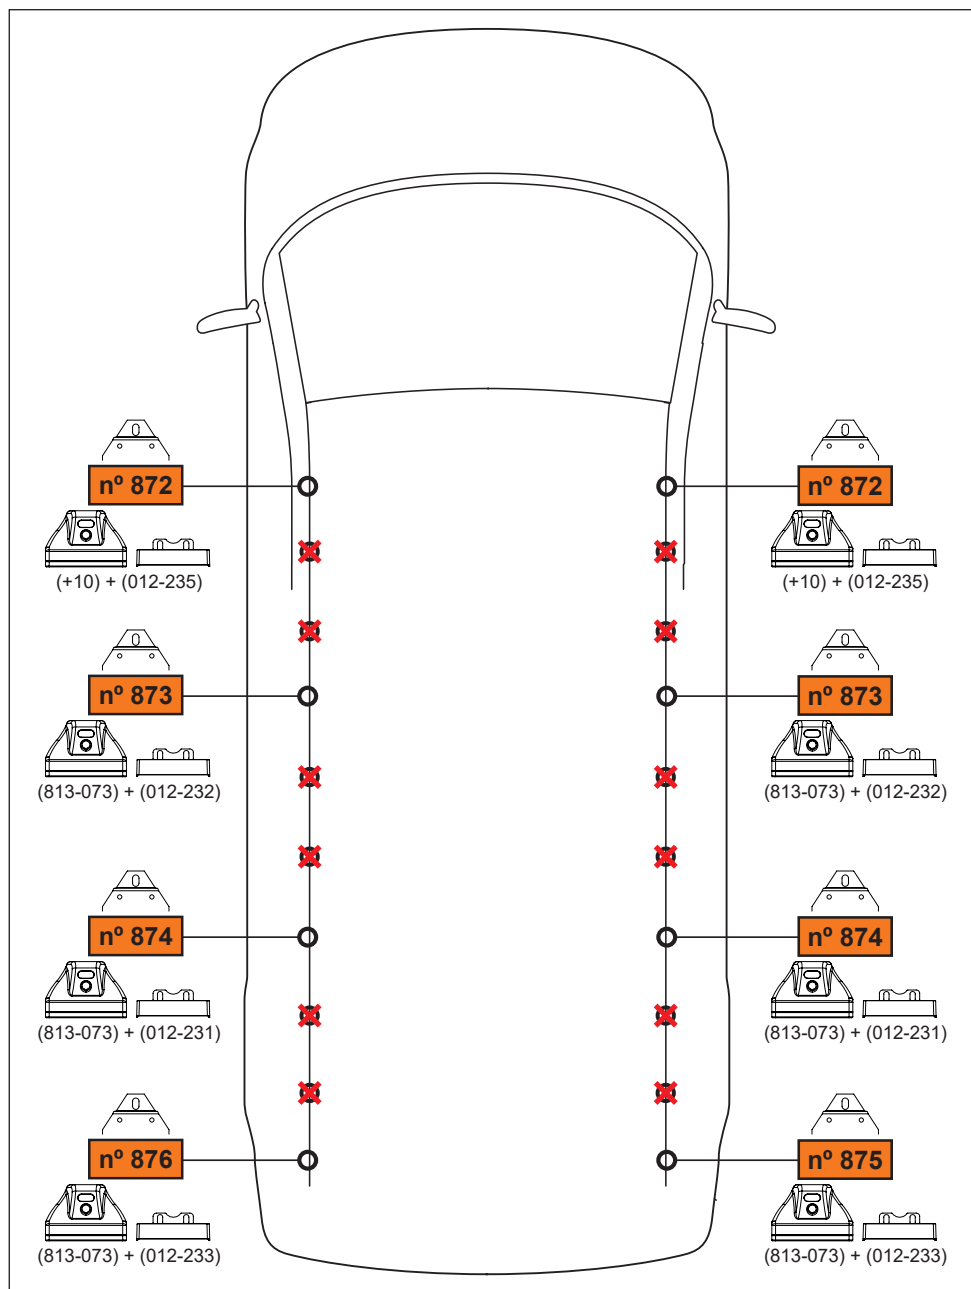 nº 872
nº 872
(+10) + (012-235)
(+10) + (012-235)
nº 873
nº 873
(813-073) + (012-232)
(813-073) + (012-232)
nº 874
nº 874
(813-073) + (012-231)
(813-073) + (012-231)
nº 876
nº 875
(813-073) + (012-233)
(813-073) + (012-233)